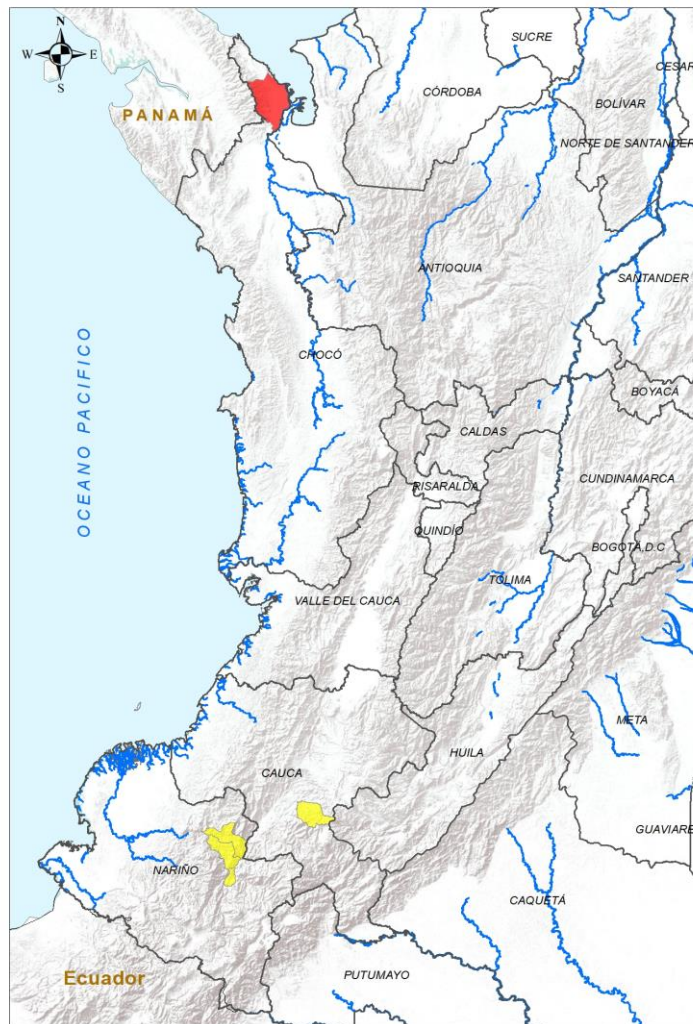 N
W E
S
SUCRE
CESAR
CÓRDOBA
BOLÍVAR
PANAMÁ
NORTE DE SANTANDER
ANTIOQUIA
SANTANDER
OCEANO PACIFICO
CHOCÓ
BOYACÁ
CALDAS
CUNDINAMARCA
RISARALDA
QUINDÍO
BOGOTÁ,D.C
TOLIMA
VALLE DEL CAUCA
META
HUILA
CAUCA
GUAVIARE
NARIÑO
CAQUETÁ
Ecuador
PUTUMAYO